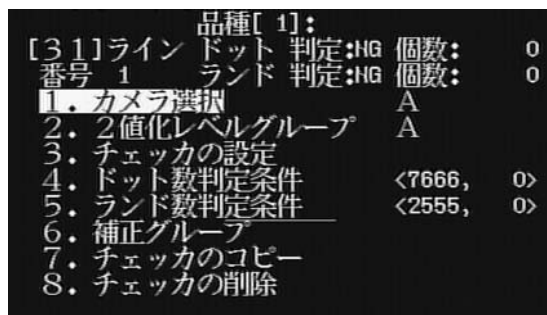 品種[ 1]:
[31]ライン ドット 判定:NG 個数: 0
番号 1 ランド 判定:NG 個数: 0
1. カメラ選択 A
2. 2値化レベルグループ A
3. チェッカの設定
4. ドット数判定条件 <7666, 0>
5. ランド数判定条件 <2555, 0>
6. 補正グループ
7. チェッカのコピー
8. チェッカの削除